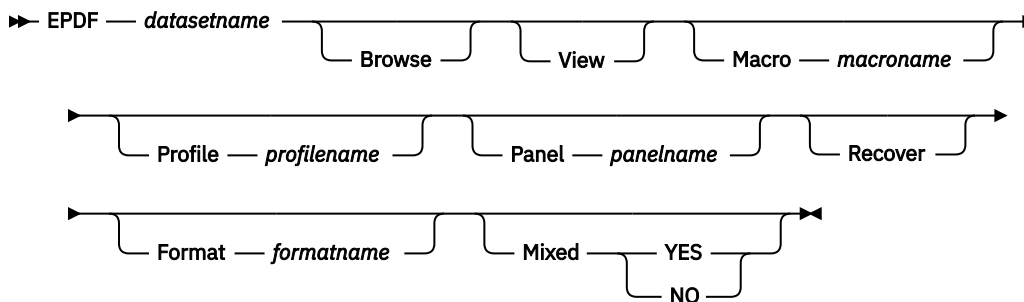 EPDF datasetname
Browse View Macro macroname
Profile profilename Panel panelname Recover
Format formatname Mixed YES
NO